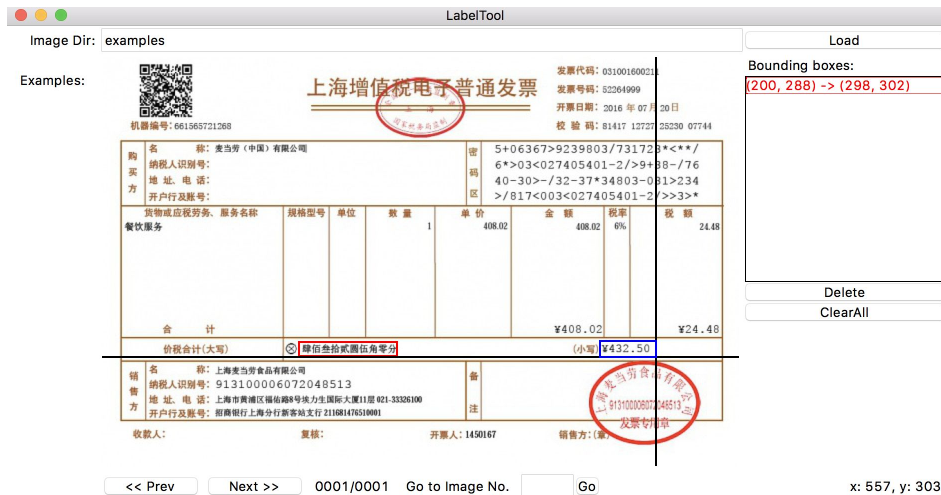 LabelTool
Image Dir: examples Load
Examples:
Bounding boxes:
(200, 288) -> (298, 302)
上海增值税电子普通发票
上 海
国家税务局监制
发票代码: 031001600211
发票号码: 52264999
开票日期: 2016 年 07 月 20 日
校 验 码: 81417 12727 25230 07744
机器编号: 661565721268
购买方
名 称: 麦当劳（中国）有限公司
纳税人识别号:
地 址、电 话:
开户行及账号:
密码区
5+06367>9239803/731723*<**/
6*>03<027405401-2/>9+38-/76
40-30>-/32-37*34803-031>234
>/817<003<027405401-2/>>3>*
货物或应税劳务、服务名称 规格型号 单位 数 量 单 价 金 额 税率 税 额
餐饮服务 1 408.02 408.02 6% 24.48
合 计 ¥408.02 ¥24.48
价税合计(大写) ⊗ 肆佰叁拾贰圆伍角零分 (小写) ¥432.50
销售方
名 称: 上海麦当劳食品有限公司
纳税人识别号: 913100006072048513
地 址、电 话: 上海市黄浦区福佑路8号埃力生国际大厦11层 021-33326100
开户行及账号: 招商银行上海分行新客站支行 211681476510001
备注
上海麦当劳食品有限公司
913100006072048513
发票专用章
收款人: 复核: 开票人: 1450167 销售方: (章)
Delete
ClearAll
<< Prev Next >> 0001/0001 Go to Image No. Go x: 557, y: 303